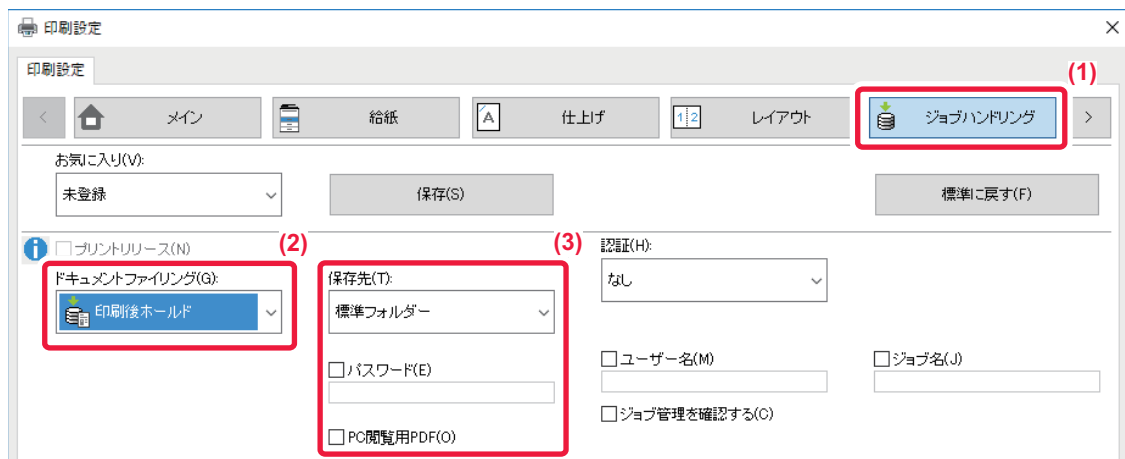 印刷設定
印刷設定
(1)
メイン
給紙
仕上げ
レイアウト
ジョブハンドリング
お気に入り(V):
未登録
保存(S)
標準に戻す(F)
プリントリリース(N)
(2)
(3)
認証(H):
ドキュメントファイリング(G):
保存先(T):
なし
印刷後ホールド
標準フォルダー
パスワード(E)
ユーザー名(M)
ジョブ名(J)
ジョブ管理を確認する(C)
PC閲覧用PDF(O)